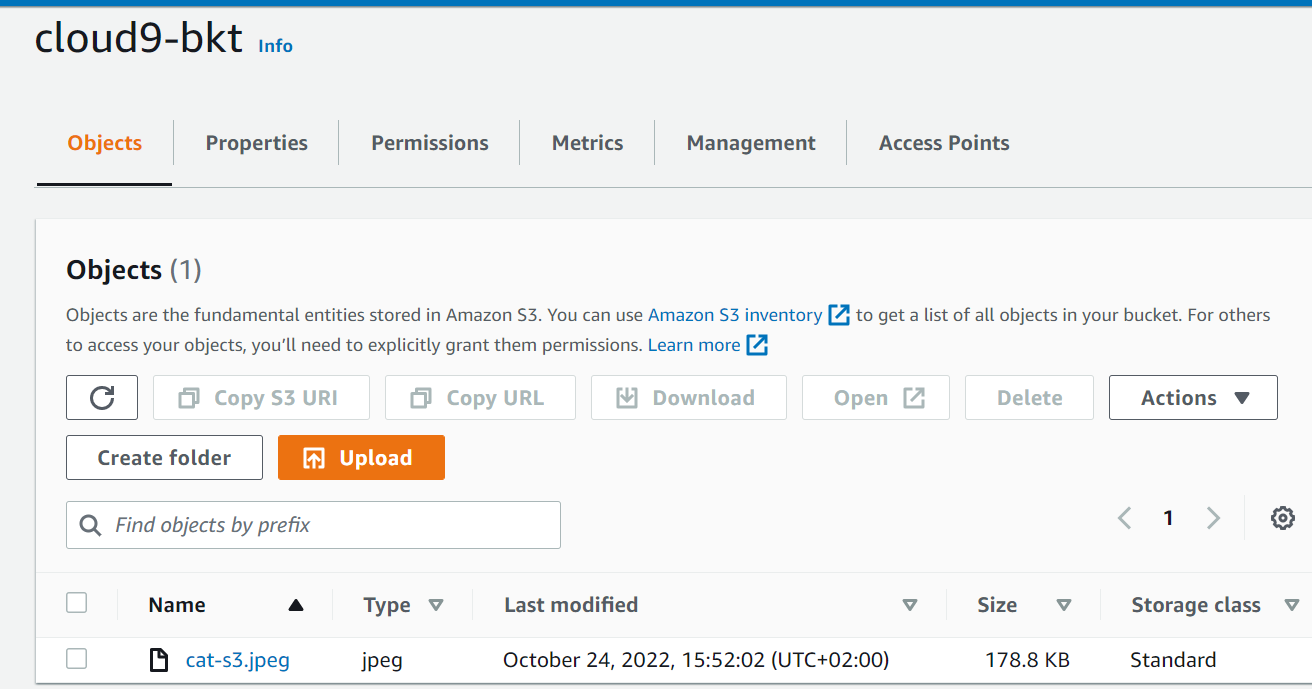 cloud9-bkt Info
Objects Properties Permissions Metrics Management Access Points
Objects (1)
Objects are the fundamental entities stored in Amazon S3. You can use Amazon S3 inventory to get a list of all objects in your bucket. For others
to access your objects, you’ll need to explicitly grant them permissions. Learn more
Copy S3 URI Copy URL Download Open Delete Actions
Create folder Upload
Find objects by prefix 1
Name Type Last modified Size Storage class
cat-s3.jpeg jpeg October 24, 2022, 15:52:02 (UTC+02:00) 178.8 KB Standard